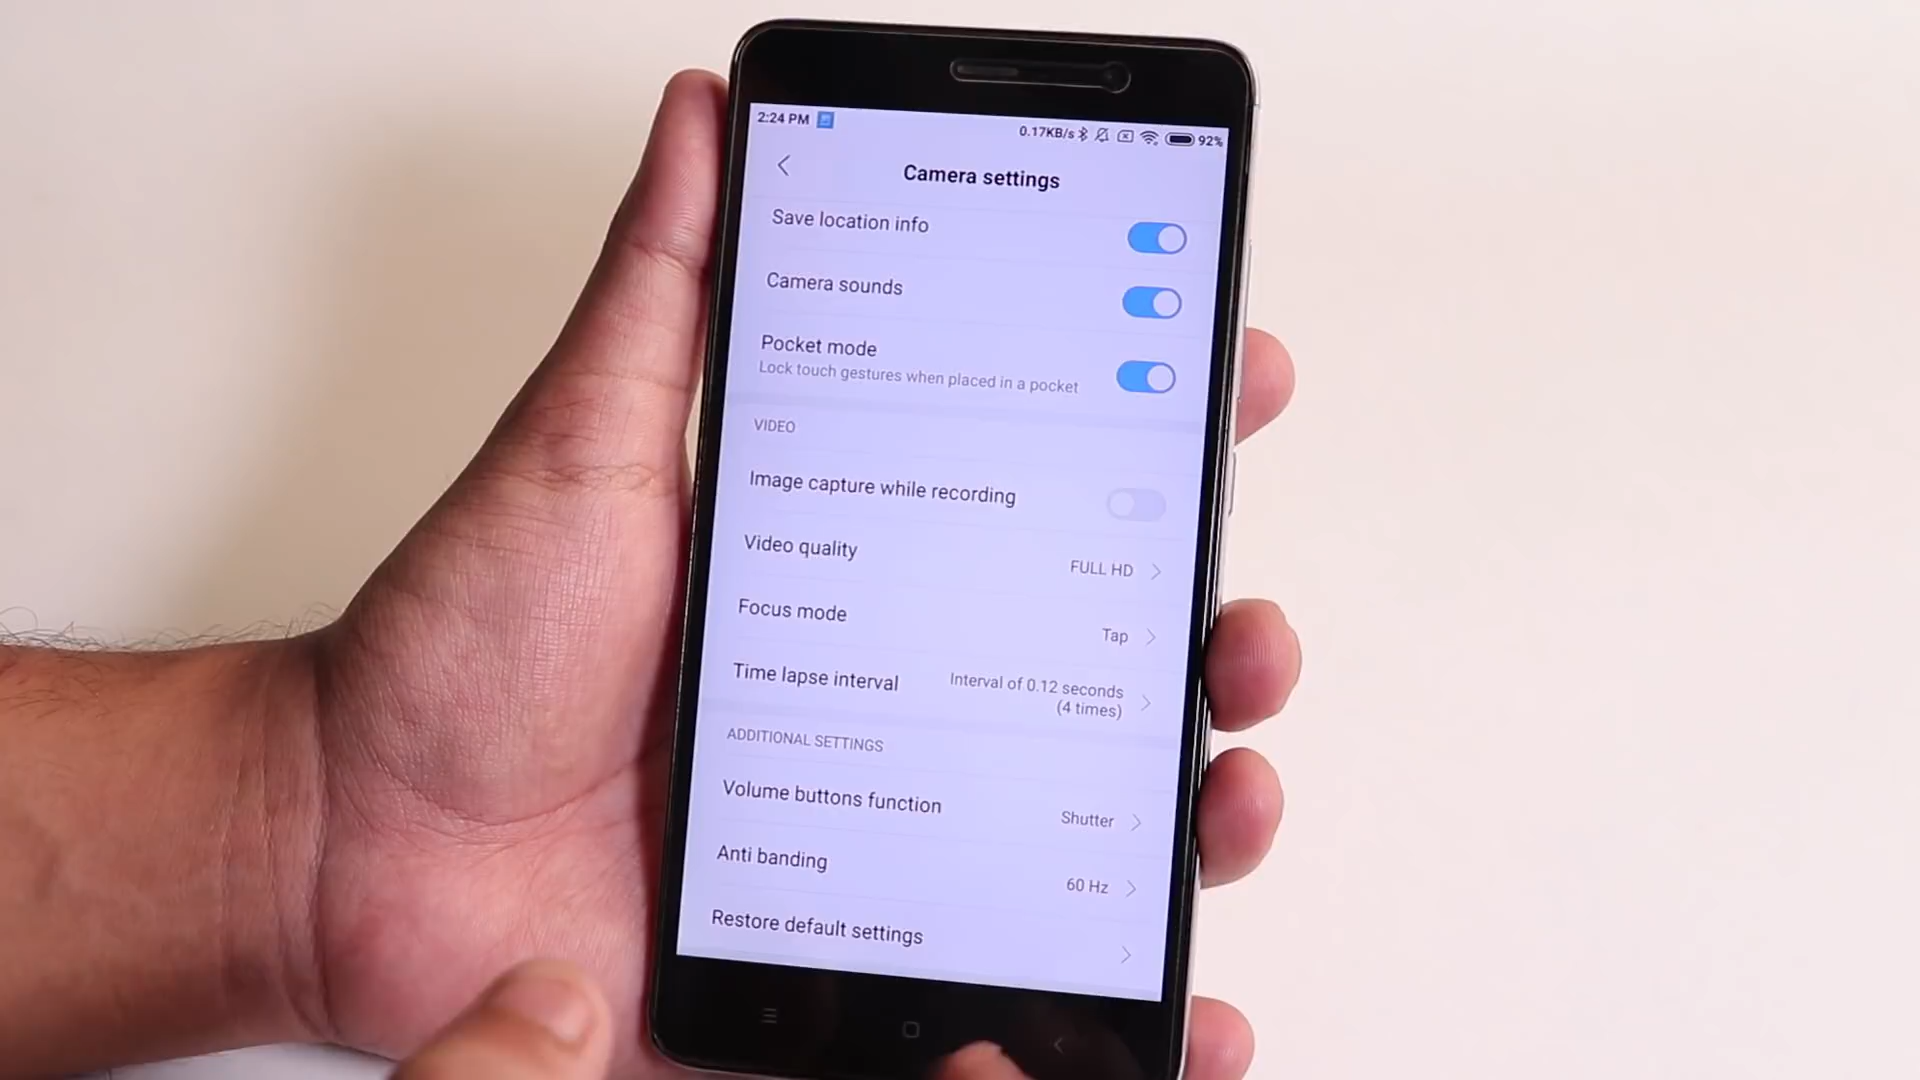 2:24 PM 0.17KB/s 92%
Camera settings
Save location info
Camera sounds
Pocket mode
Lock touch gestures when placed in a pocket
VIDEO
Image capture while recording
Video quality FULL HD
Focus mode Tap
Time lapse interval Interval of 0.12 seconds
(4 times)
ADDITIONAL SETTINGS
Volume buttons function Shutter
Anti banding 60 Hz
Restore default settings